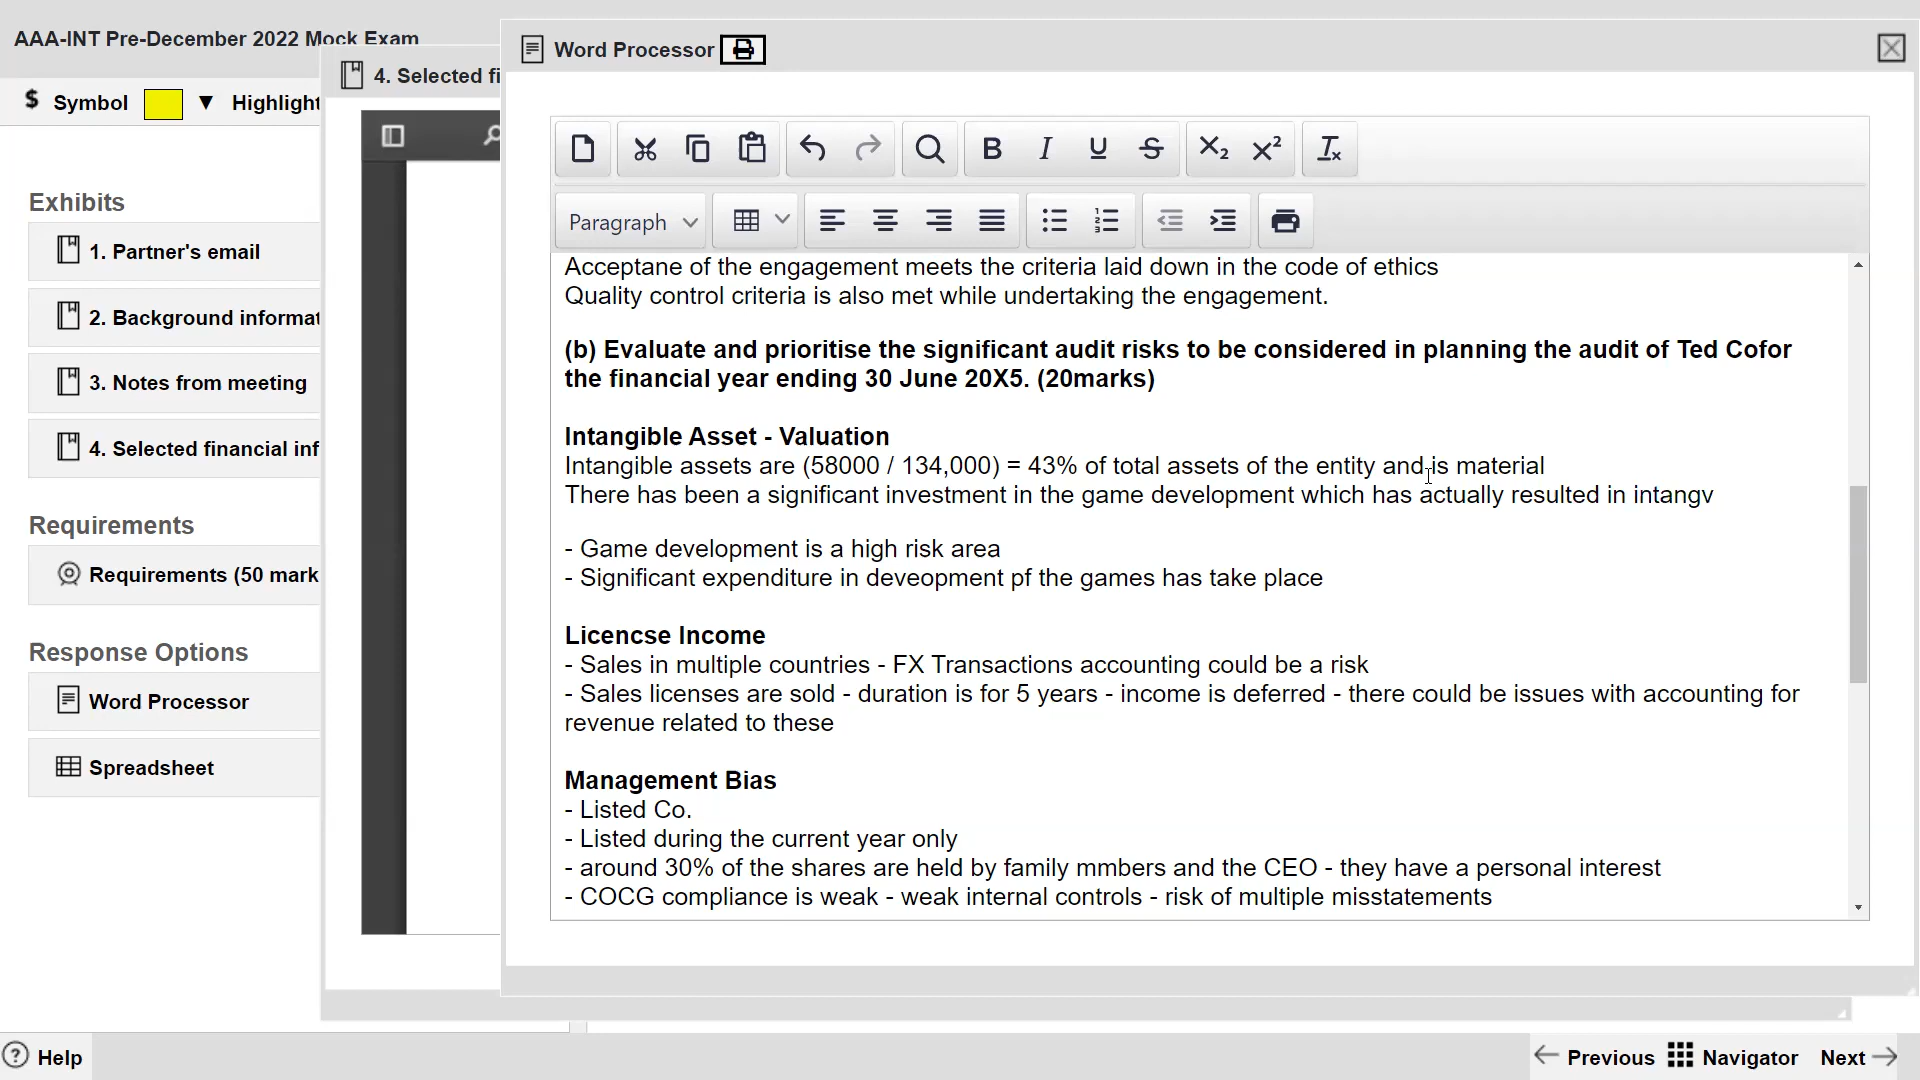 AAA-INT Pre-December 2022 Mock Exam
$ Symbol ▼ Highlight
Exhibits
1. Partner's email
2. Background informat
3. Notes from meeting
4. Selected financial inf
Requirements
Requirements (50 mark
Response Options
Word Processor
Spreadsheet
4. Selected fi
Word Processor
Paragraph
Acceptane of the engagement meets the criteria laid down in the code of ethics
Quality control criteria is also met while undertaking the engagement.
(b) Evaluate and prioritise the significant audit risks to be considered in planning the audit of Ted Cofor
the financial year ending 30 June 20X5. (20marks)
Intangible Asset - Valuation
Intangible assets are (58000 / 134,000) = 43% of total assets of the entity and is material
There has been a significant investment in the game development which has actually resulted in intangv
- Game development is a high risk area
- Significant expenditure in deveopment pf the games has take place
Licencse Income
- Sales in multiple countries - FX Transactions accounting could be a risk
- Sales licenses are sold - duration is for 5 years - income is deferred - there could be issues with accounting for
revenue related to these
Management Bias
- Listed Co.
- Listed during the current year only
- around 30% of the shares are held by family mmbers and the CEO - they have a personal interest
- COCG compliance is weak - weak internal controls - risk of multiple misstatements
Help
Previous Navigator Next